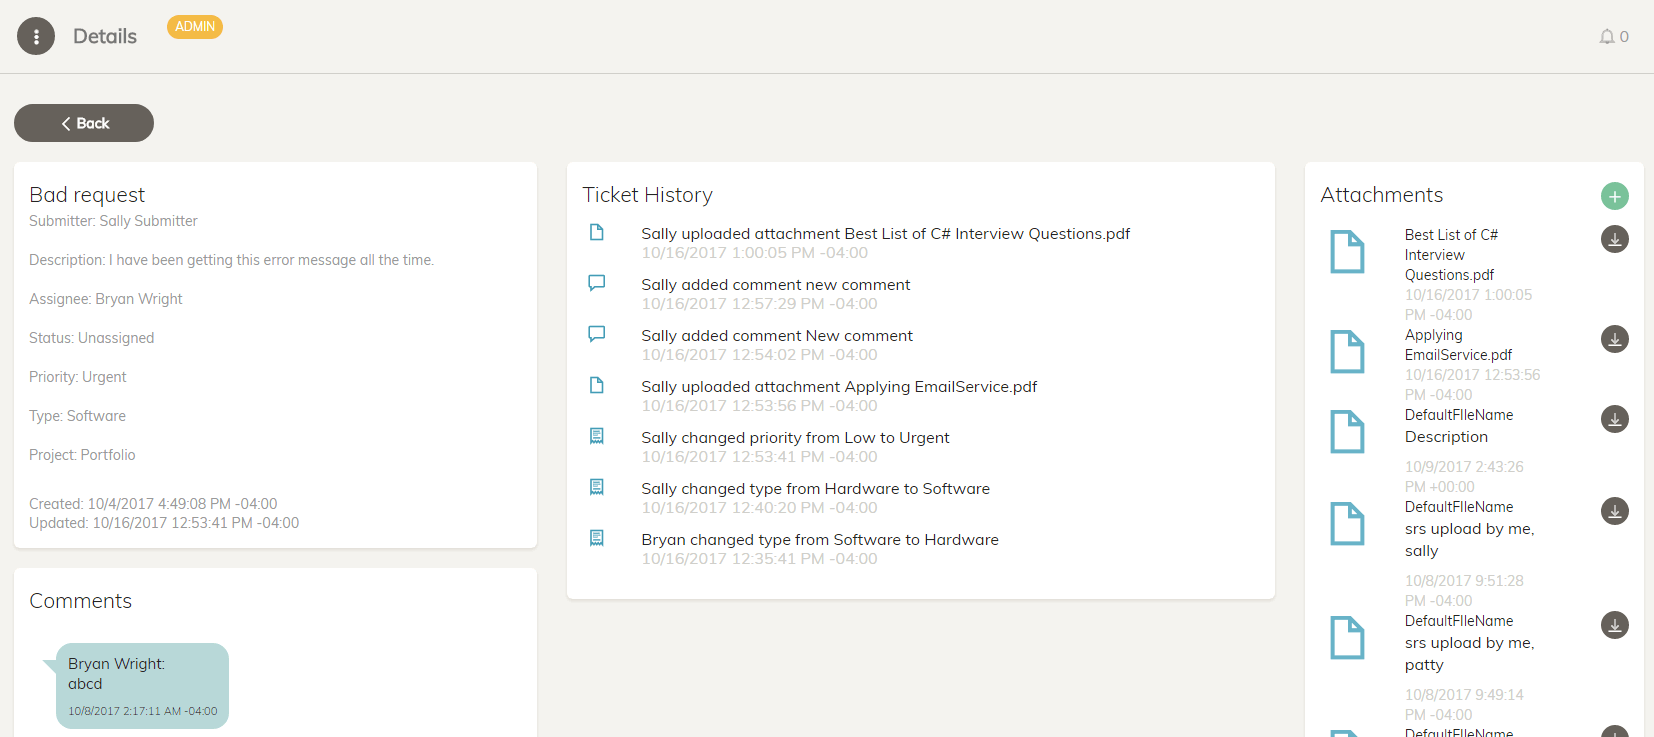 Details
ADMIN
0
Back
Bad request
Submitter: Sally Submitter
Description: I have been getting this error message all the time.
Assignee: Bryan Wright
Status: Unassigned
Priority: Urgent
Type: Software
Project: Portfolio
Created: 10/4/2017 4:49:08 PM -04:00
Updated: 10/16/2017 12:53:41 PM -04:00
Comments
Bryan Wright:
abcd
10/8/2017 2:17:11 AM -04:00
Ticket History
Sally uploaded attachment Best List of C# Interview Questions.pdf
10/16/2017 1:00:05 PM -04:00
Sally added comment new comment
10/16/2017 12:57:29 PM -04:00
Sally added comment New comment
10/16/2017 12:54:02 PM -04:00
Sally uploaded attachment Applying EmailService.pdf
10/16/2017 12:53:56 PM -04:00
Sally changed priority from Low to Urgent
10/16/2017 12:53:41 PM -04:00
Sally changed type from Hardware to Software
10/16/2017 12:40:20 PM -04:00
Bryan changed type from Software to Hardware
10/16/2017 12:35:41 PM -04:00
Attachments
Best List of C#
Interview
Questions.pdf
10/16/2017 1:00:05
PM -04:00
Applying
EmailService.pdf
10/16/2017 12:53:56
PM -04:00
DefaultFIleName
Description
10/9/2017 2:43:26
PM +00:00
DefaultFIleName
srs upload by me,
sally
10/8/2017 9:51:28
PM -04:00
DefaultFIleName
srs upload by me,
patty
10/8/2017 9:49:14
PM -04:00
DefaultFIleName